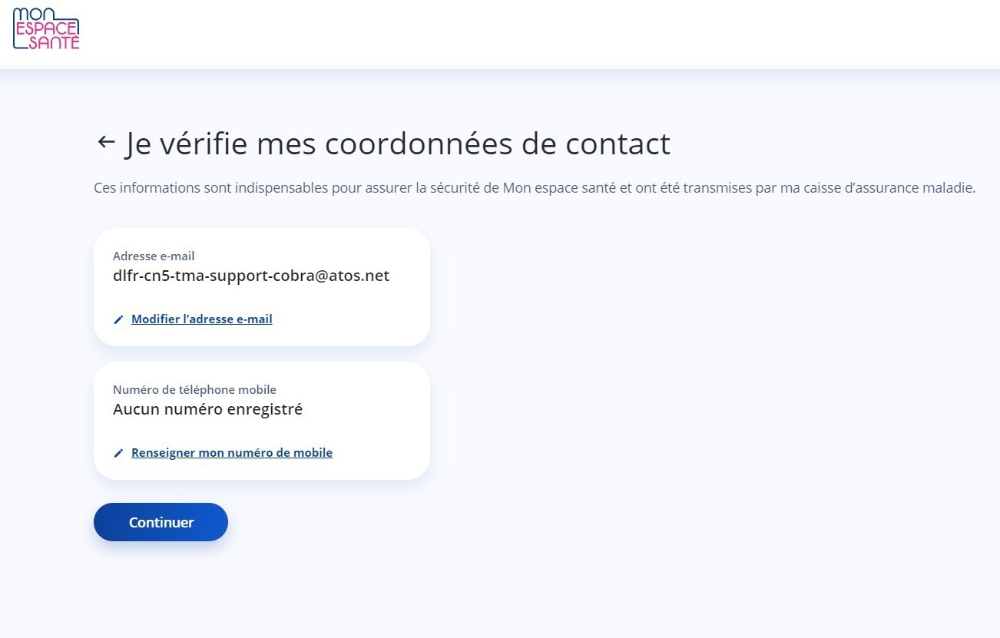 mon
ESPACE
SANTÉ
Je vérifie mes coordonnées de contact
Ces informations sont indispensables pour assurer la sécurité de Mon espace santé et ont été transmises par ma caisse d’assurance maladie.
Adresse e-mail
dlfr-cn5-tma-support-cobra@atos.net
Modifier l’adresse e-mail
Numéro de téléphone mobile
Aucun numéro enregistré
Renseigner mon numéro de mobile
Continuer